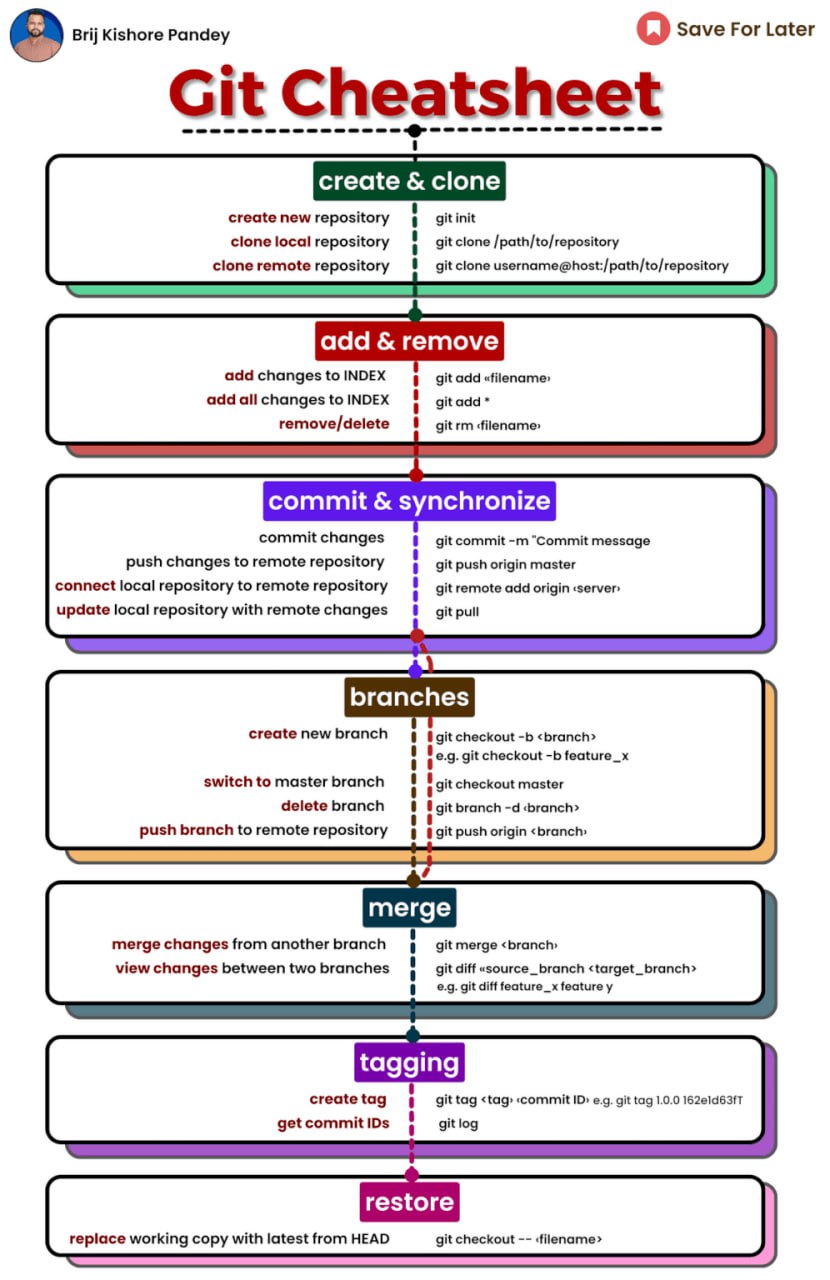 Brij Kishore Pandey
Save For Later
Git Cheatsheet
create & clone
create new repository git init
clone local repository git clone /path/to/repository
clone remote repository git clone username@host:/path/to/repository
add & remove
add changes to INDEX git add «filename›
add all changes to INDEX git add *
remove/delete git rm ‹filename›
commit & synchronize
commit changes git commit -m "Commit message
push changes to remote repository git push origin master
connect local repository to remote repository git remote add origin ‹server›
update local repository with remote changes git pull
branches
create new branch git checkout -b <branch>
e.g. git checkout -b feature_x
switch to master branch git checkout master
delete branch git branch -d ‹branch>
push branch to remote repository git push origin <branch›
merge
merge changes from another branch git merge <branch›
view changes between two branches git diff «source_branch <target_branch>
e.g. git diff feature_x feature y
tagging
create tag git tag <tag› ‹commit ID› e.g. git tag 1.0.0 162e1d63fT
get commit IDs git log
restore
replace working copy with latest from HEAD git checkout -- ‹filename>